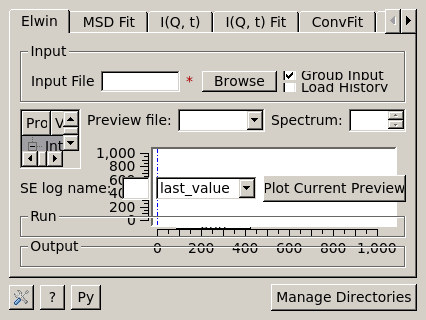 Elwin MSD Fit I(Q, t) I(Q, t) Fit ConvFit
Input
Input File * Browse Group Input
Load History
Pro V Preview file: Spectrum:
Int
1,000
800
600
SE log name: last_value Plot Current Preview
200
0
Run
Output
0 200 400 600 800 1,000
? Py Manage Directories